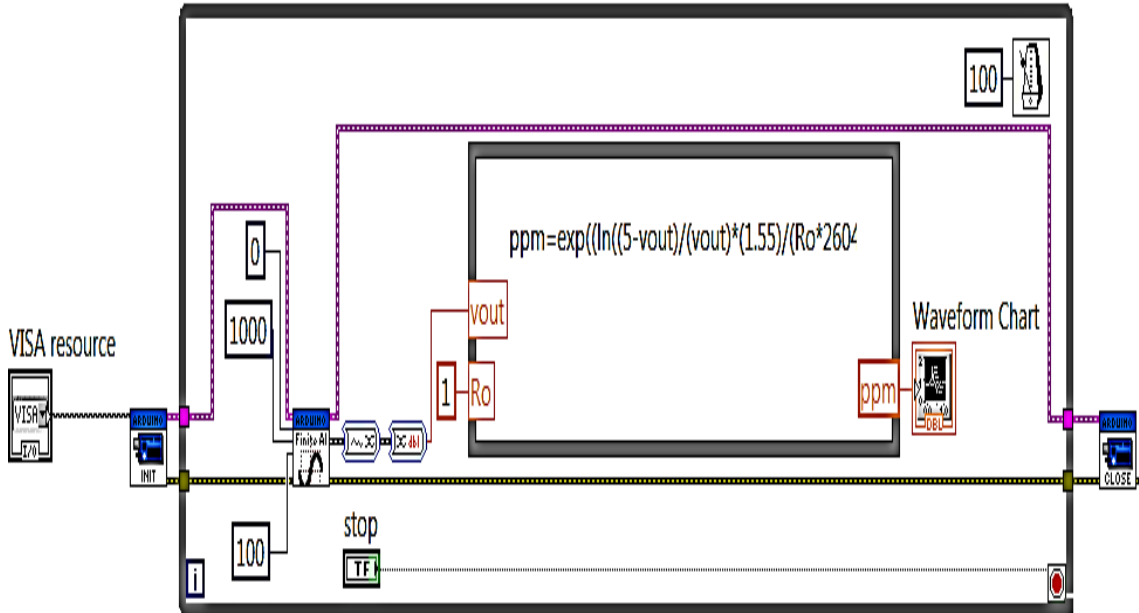 100
ppm=exp((ln((5-vout)/(vout)*(1.55)/(Ro*2604
0
vout
1000
Waveform Chart
VISA resource
1
Ro
ppm
DBL
VISA
I/O
ARDUINO
INIT
ARDUINO
Finite AI
dbl
ARDUINO
CLOSE
100
stop
TF
i